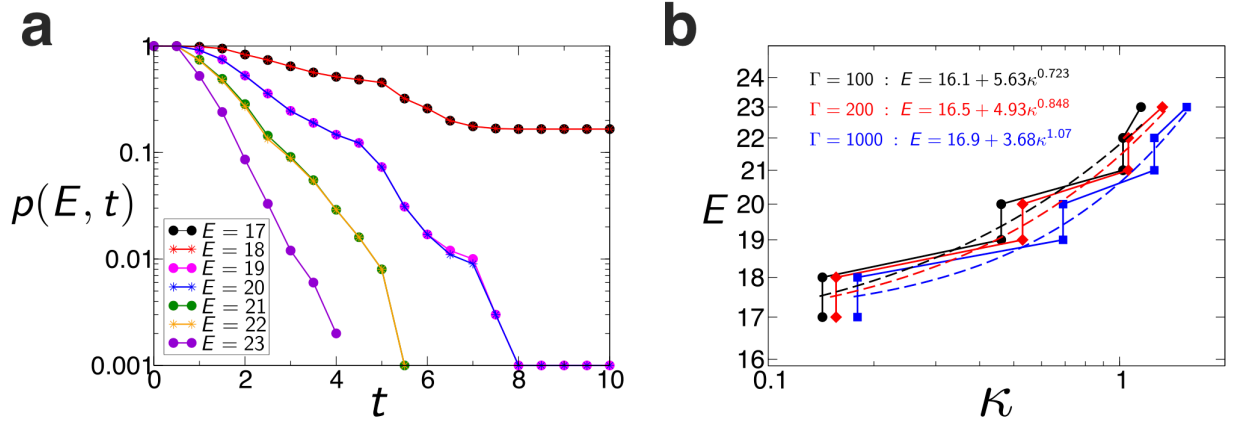 a
1
0.1
0.01
0.001
p(E, t)
E = 17
E = 18
E = 19
E = 20
E = 21
E = 22
E = 23
0 2 4 6 8 10
t
b
24
23
22
21
20
19
18
17
16
E
Γ = 100 : E = 16.1 + 5.63κ^0.723
Γ = 200 : E = 16.5 + 4.93κ^0.848
Γ = 1000 : E = 16.9 + 3.68κ^1.07
0.1 1
κ